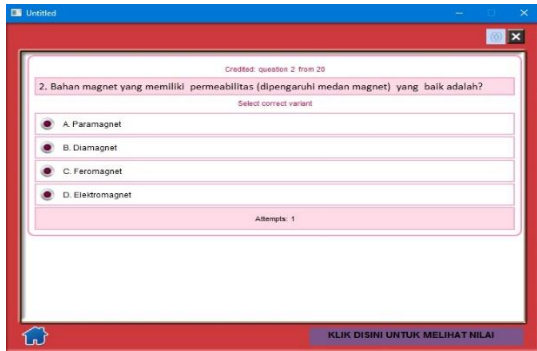 Untitled
Credited: question 2 from 20
2. Bahan magnet yang memiliki permeabilitas (dipengaruhi medan magnet) yang baik adalah?
Select correct variant
A. Paramagnet
B. Diamagnet
C. Feromagnet
D. Elektromagnet
Attempts: 1
KLIK DISINI UNTUK MELIHAT NILAI